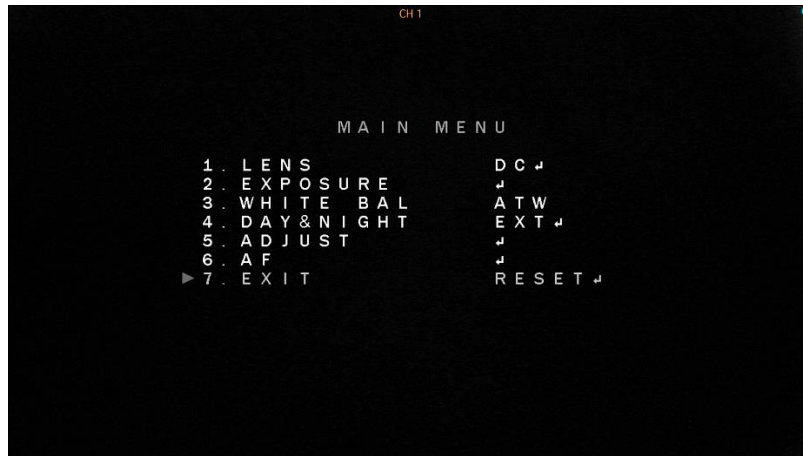 CH 1
MAIN MENU
1. LENS DC↵
2. EXPOSURE ↵
3. WHITE BAL ATW
4. DAY&NIGHT EXT↵
5. ADJUST ↵
6. AF ↵
►7. EXIT RESET↵